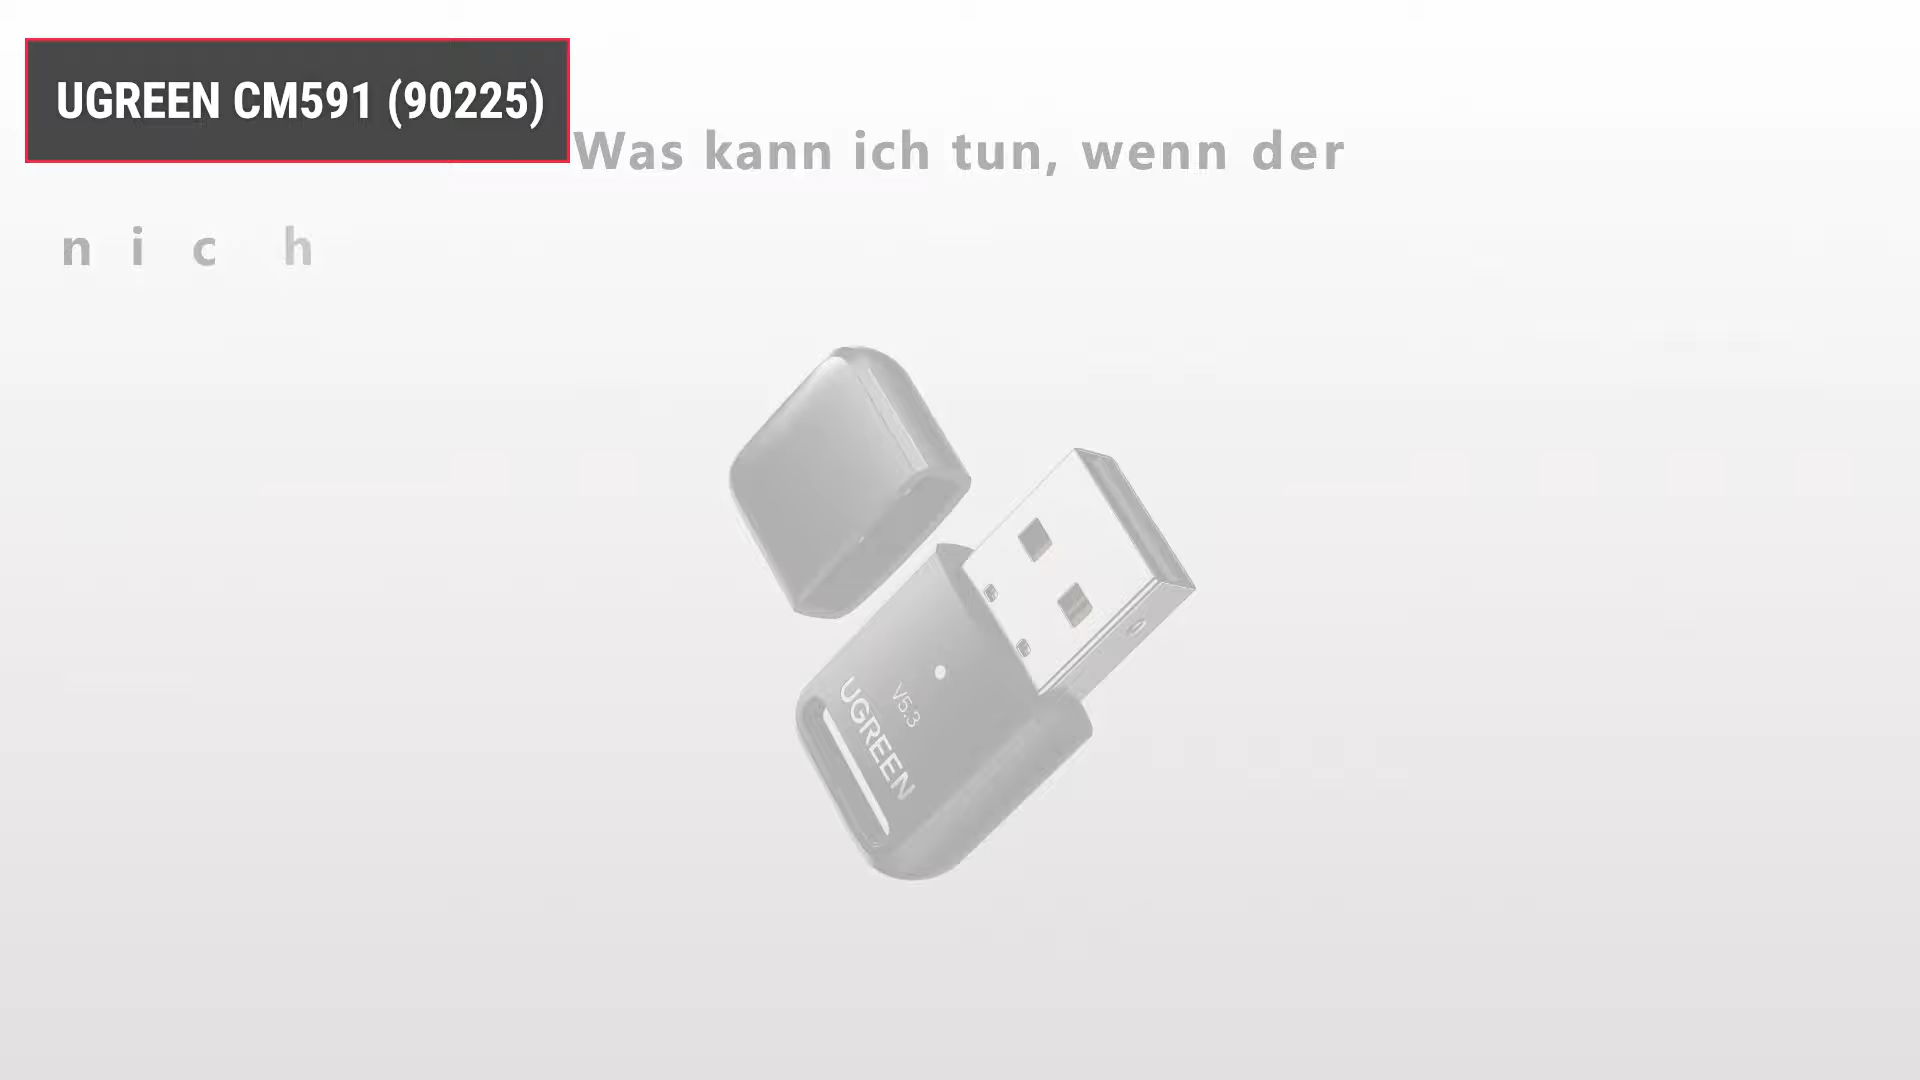 UGREEN CM591 (90225)
Was kann ich tun, wenn der
n i c h
V5.3
UGREEN